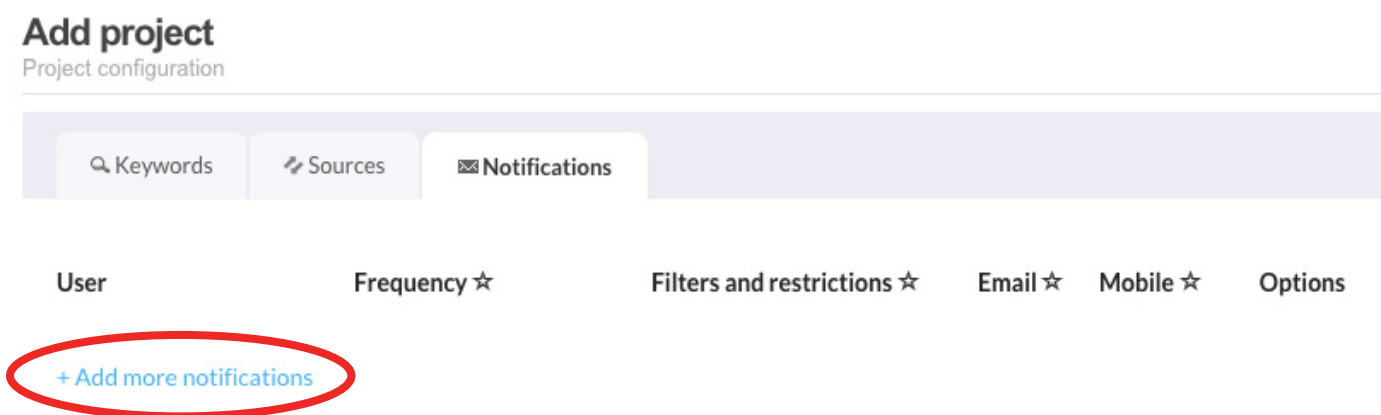 Add project
Project configuration
Keywords Sources Notifications
User Frequency ☆ Filters and restrictions ☆ Email ☆ Mobile ☆ Options
+ Add more notifications